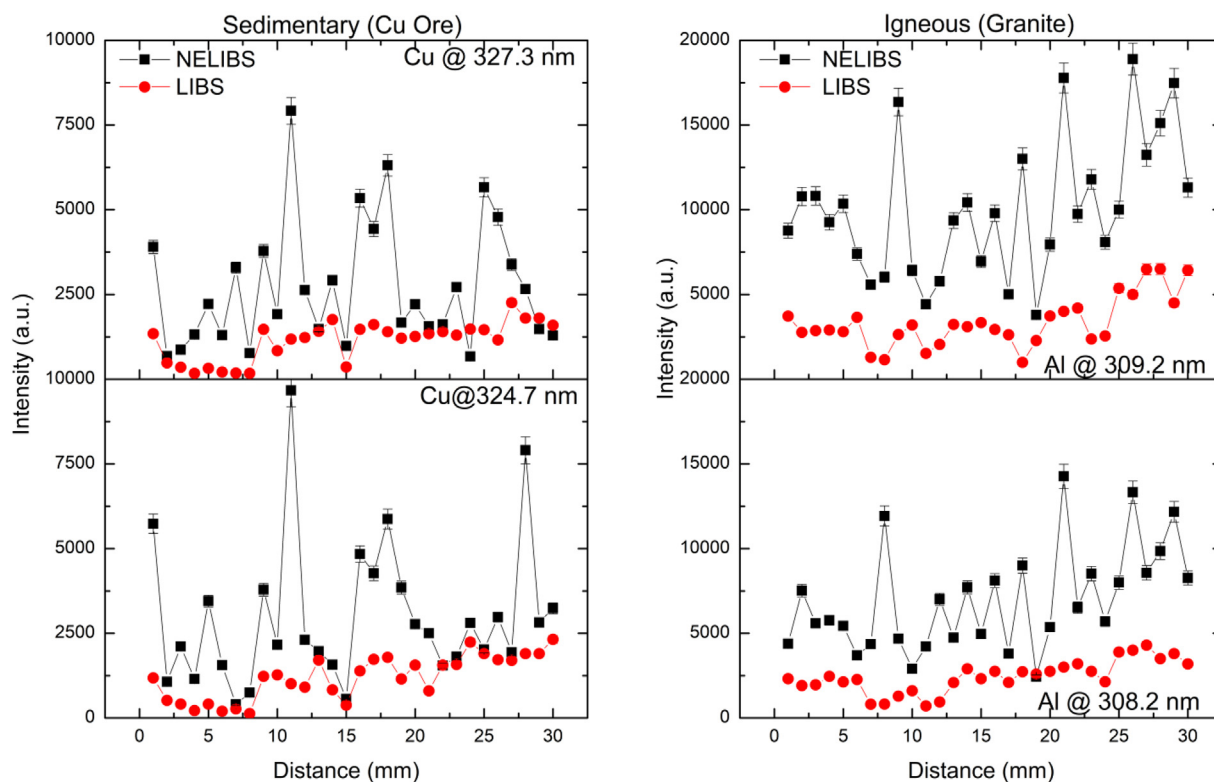 Sedimentary (Cu Ore)
Igneous (Granite)
NELIBS
LIBS
Cu @ 327.3 nm
10000
7500
5000
2500
10000
7500
5000
2500
0
Cu@324.7 nm
Intensity (a.u.)
Intensity (a.u.)
0 5 10 15 20 25 30
Distance (mm)
NELIBS
LIBS
20000
15000
10000
5000
20000
15000
10000
5000
0
Al @ 309.2 nm
Al @ 308.2 nm
Intensity (a.u.)
Intensity (a.u.)
0 5 10 15 20 25 30
Distance (mm)